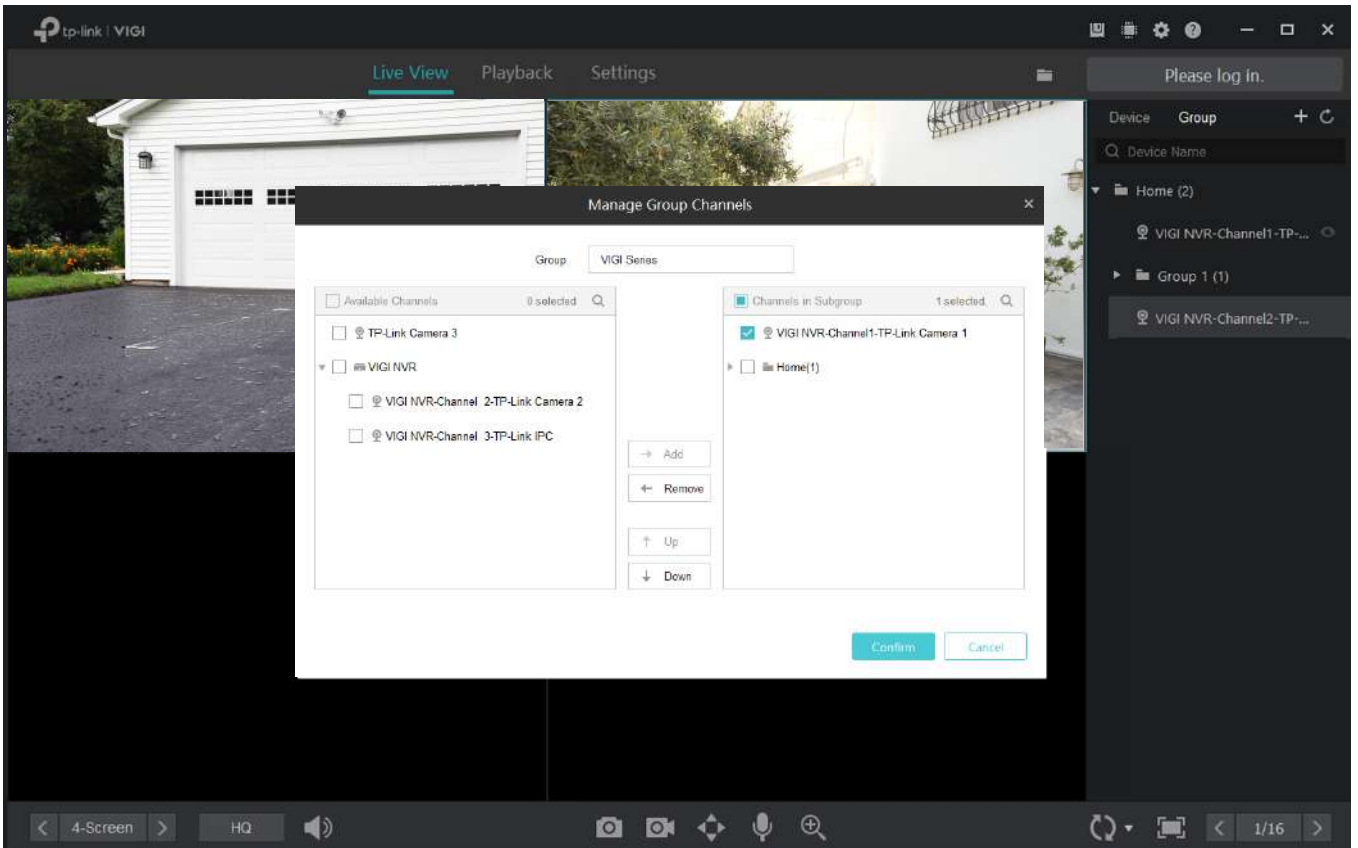 tp-link | VIGI
Live View Playback Settings
Please log in.
Device Group
Device Name
Home (2)
VIGI NVR-Channel1-TP-...
Group 1 (1)
VIGI NVR-Channel2-TP-...
Manage Group Channels
Group VIGI Series
Available Channels 0 selected
TP-Link Camera 3
VIGI NVR
VIGI NVR-Channel 2-TP-Link Camera 2
VIGI NVR-Channel 3-TP-Link IPC
Add
Remove
Up
Down
Channels in Subgroup 1 selected
VIGI NVR-Channel1-TP-Link Camera 1
Home(1)
Confirm Cancel
4-Screen HQ 1/16